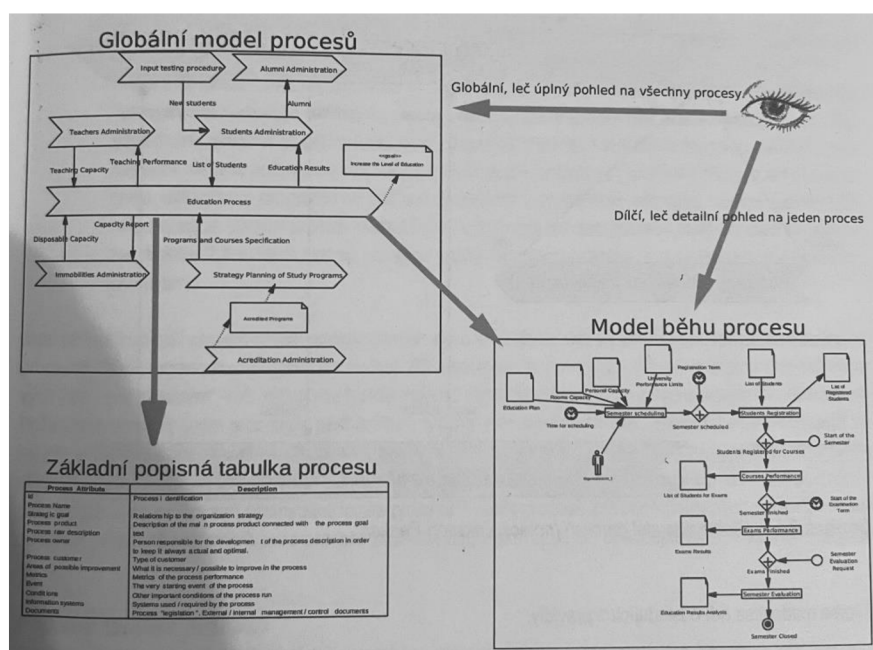 Globální model procesů
Input testing procedure
Alumni Administration
New students
Alumni
Teachers Administration
Students Administration
Teaching Capacity
Teaching Performance
List of Students
Education Results
<<goal>>
Increase the Level of Education
Education Process
Disposable Capacity
Capacity Report
Programs and Courses Specification
Immobilities Administration
Strategy Planning of Study Programs
Accredited Programs
Acreditation Administration
Globální, leč úplný pohled na všechny procesy
Dílčí, leč detailní pohled na jeden proces
Základní popisná tabulka procesu
Process Attribute Description
Id Process I dentification
Process Name
Strategic goal Relationship to the organization strategy
Process product Description of the mai n process product connected with the process goal
Process raw description text
Process owner Person responsible for the developmen t of the process description in order
to keep it always actual and optimal.
Process customer Type of customer
Areas of possible improvement What it is necessary / possible to improve in the process
Metrics Metrics of the process performance
Event The very starting event of the process
Conditions Other important conditions of the process run
Information systems Systems used / required by the process
Documents Process "legislation". External / internal management / control documents
Model běhu procesu
Education Plan
Rooms Capacity
Personal Capacity
University
Performance Limits
Registration Term
List of Students
List of
Registered
Students
Time for scheduling
Semester scheduling
Semester scheduled
Students Registration
Start of the
Semester
Students Registered for Courses
Courses Performance
List of Students for Exams
Semester finished
Start of the
Examination
Term
Exams Performance
Exams Results
Exams Finished
Semester
Evaluation
Request
Semester Evaluation
Education Results Analysis
Semester Closed